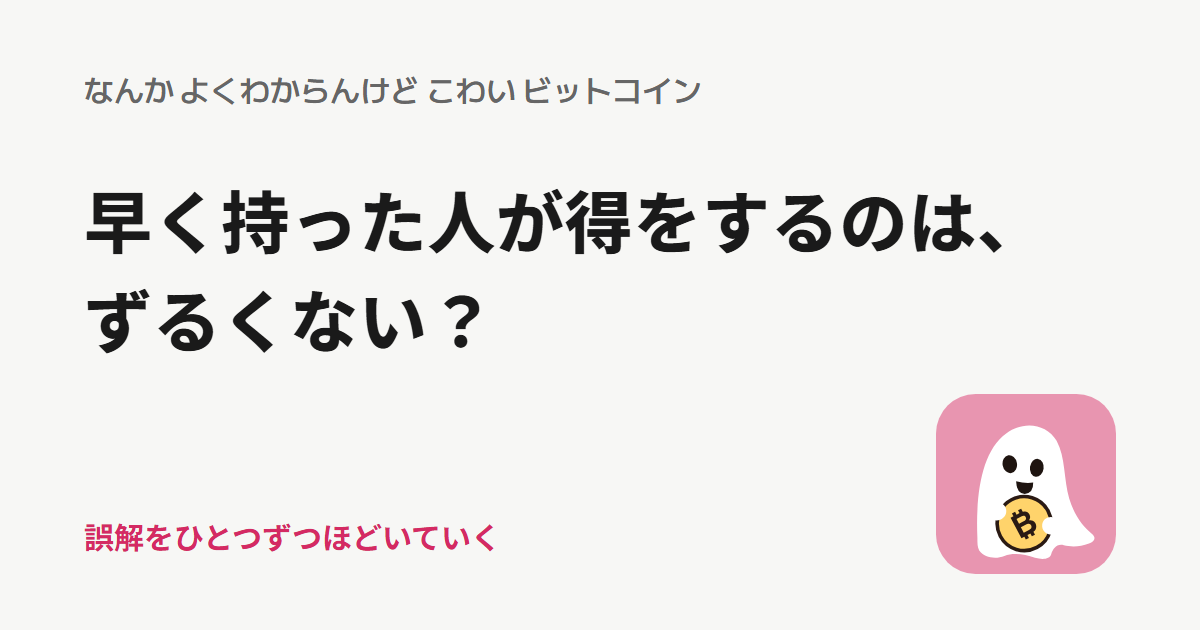 なんか よくわからんけど こわい ビットコイン
早く持った人が得をするのは、
ずるくない？
誤解をひとつずつほどいていく
₿